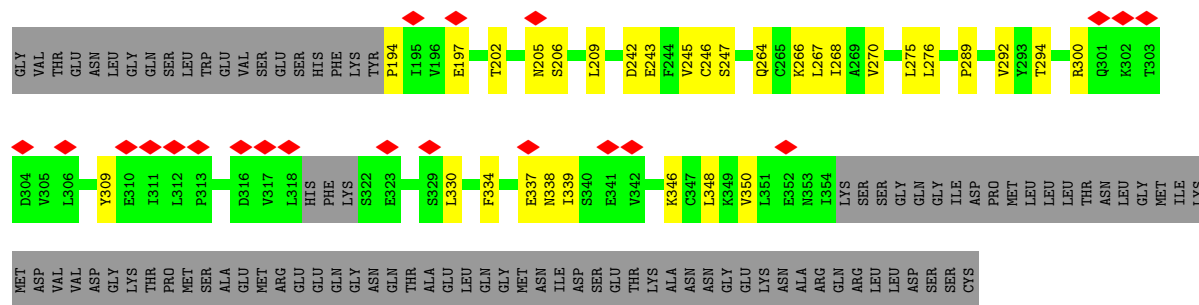 GLY VAL THR GLU ASN LEU GLY GLN SER LEU TRP GLU VAL SER GLU SER HIS PHE LYS TYR P194 I195 V196 E197 T202 N205 S206 L209 D242 E243 F244 V245 C246 S247 Q264 C265 K266 L267 I268 A269 V270 L275 L276 P289 V292 Y293 T294 R300 Q301 K302 T303
D304 V305 L306 Y309 E310 I311 L312 P313 D316 V317 L318 HIS PHE LYS S322 E323 S329 L330 F334 E337 N338 I339 S340 E341 V342 K346 C347 L348 K349 V350 L351 E352 N353 I354 LYS SER SER GLY GLN GLY ILE ASP PRO MET LEU LEU LEU THR ASN LEU GLY MET ILE LYS
MET ASP VAL VAL ASP GLY LYS THR PRO MET SER ALA GLU MET ARG GLU GLU GLN GLY ASN GLN THR ALA GLU LEU GLN GLY MET ASN ILE ASP SER GLU THR LYS ALA ASN ASN GLY GLU LYS ASN ALA ARG GLN ARG LEU LEU ASP SER SER CYS